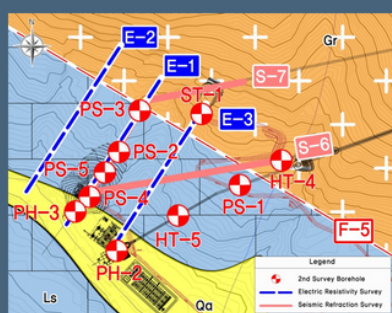 N
E-2
Gr
E-1
S-7
ST-1
PS-3
E-3
PS-2
S-6
PS-5
PS-4
HT-4
PH-3
PS-1
HT-5
F-5
PH-2
Legend
2nd Survey Borehole
Electric Resistivity Survey
Seismic Refraction Survey
Ls
Qa